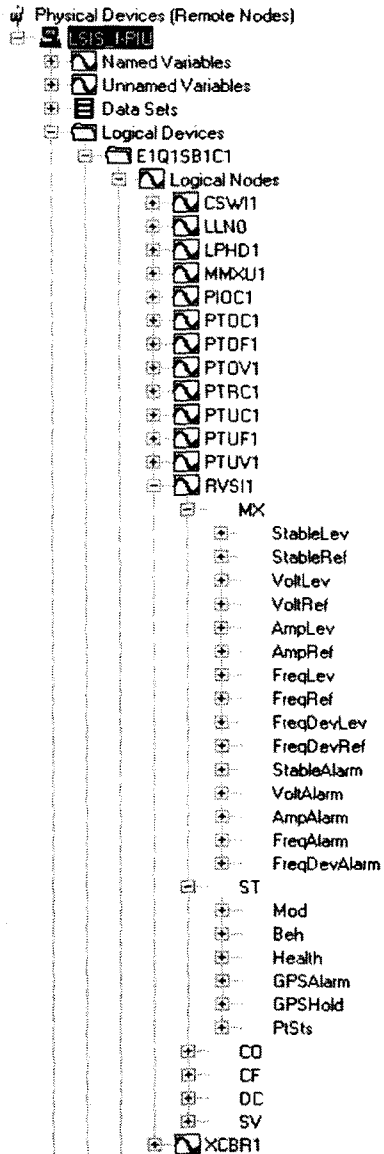 Physical Devices (Remote Nodes)
LSIS_I-PIU
Named Variables
Unnamed Variables
Data Sets
Logical Devices
E1Q1SB1C1
Logical Nodes
CSWI1
LLN0
LPHD1
MMXU1
PIOC1
PTOC1
PTOF1
PTOV1
PTRC1
PTUC1
PTUF1
PTUV1
RVSI1
MX
StableLev
StableRef
VoltLev
VoltRef
AmpLev
AmpRef
FreqLev
FreqRef
FreqDevLev
FreqDevRef
StableAlarm
VoltAlarm
AmpAlarm
FreqAlarm
FreqDevAlarm
ST
Mod
Beh
Health
GPSAlarm
GPSHold
PtSts
CO
CF
DC
SV
XCBR1